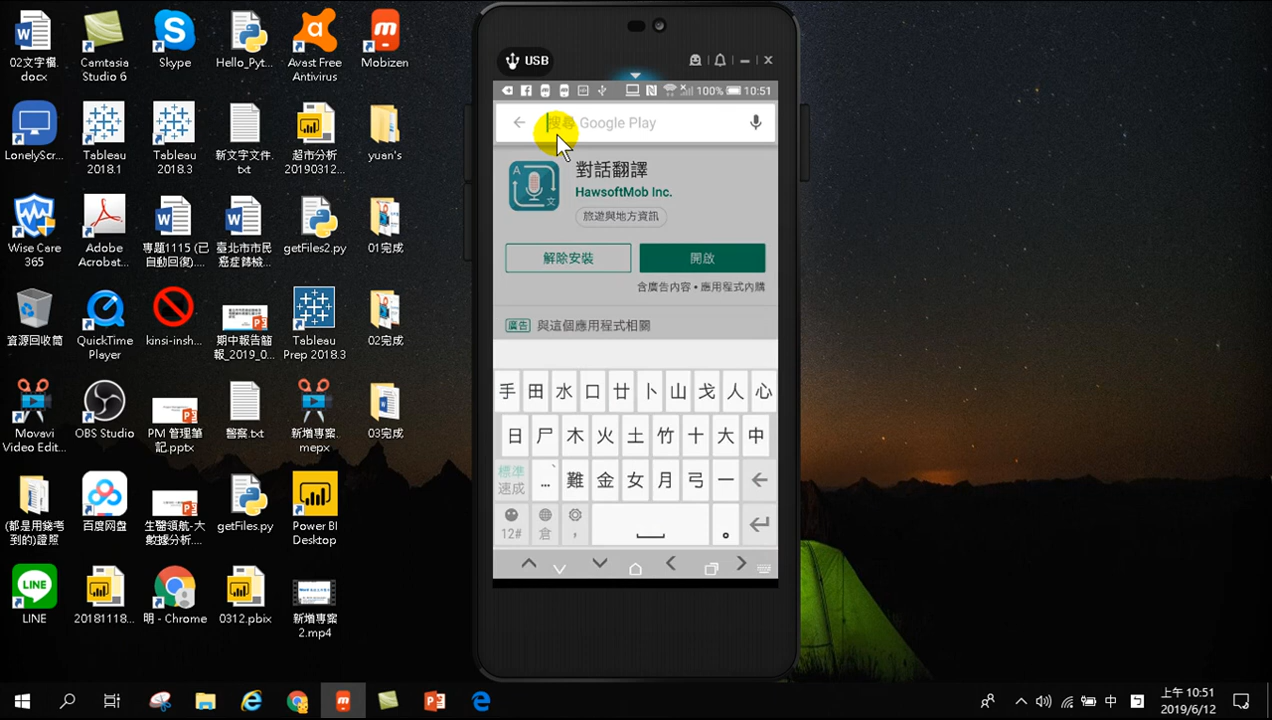 02文字檔.docx
Camtasia Studio 6
Skype
Hello_Pyt...
Avast Free Antivirus
Mobizen
LonelyScr...
Tableau 2018.1
Tableau 2018.3
新文字文件.txt
超市分析 20190312...
yuan's
Wise Care 365
Adobe Acrobat...
專題1115 (已自動回復)....
臺北市市民癌症篩檢...
getFiles2.py
01完成
資源回收筒
QuickTime Player
kinsi-insh...
期中報告簡報_2019_0...
Tableau Prep 2018.3
02完成
Movavi Video Edit...
OBS Studio
PM 管理筆記.pptx
警察.txt
新增專案.mepx
03完成
(都是用幾考到的)證照
百度网盘
生醫領航-大數據分析....
getFiles.py
Power BI Desktop
LINE
20181118...
明 - Chrome
0312.pbix
新增專案 2.mp4
USB
100% 10:51
搜尋 Google Play
對話翻譯
HawsoftMob Inc.
旅遊與地方資訊
解除安裝 開啟
含廣告內容 • 應用程式內購
廣告 與這個應用程式相關
手 田 水 口 廿 卜 山 戈 人 心
日 尸 木 火 土 竹 十 大 中
標準 速成 ... 難 金 女 月 弓 一
12# 倉 , 。
中
上午 10:51
2019/6/12